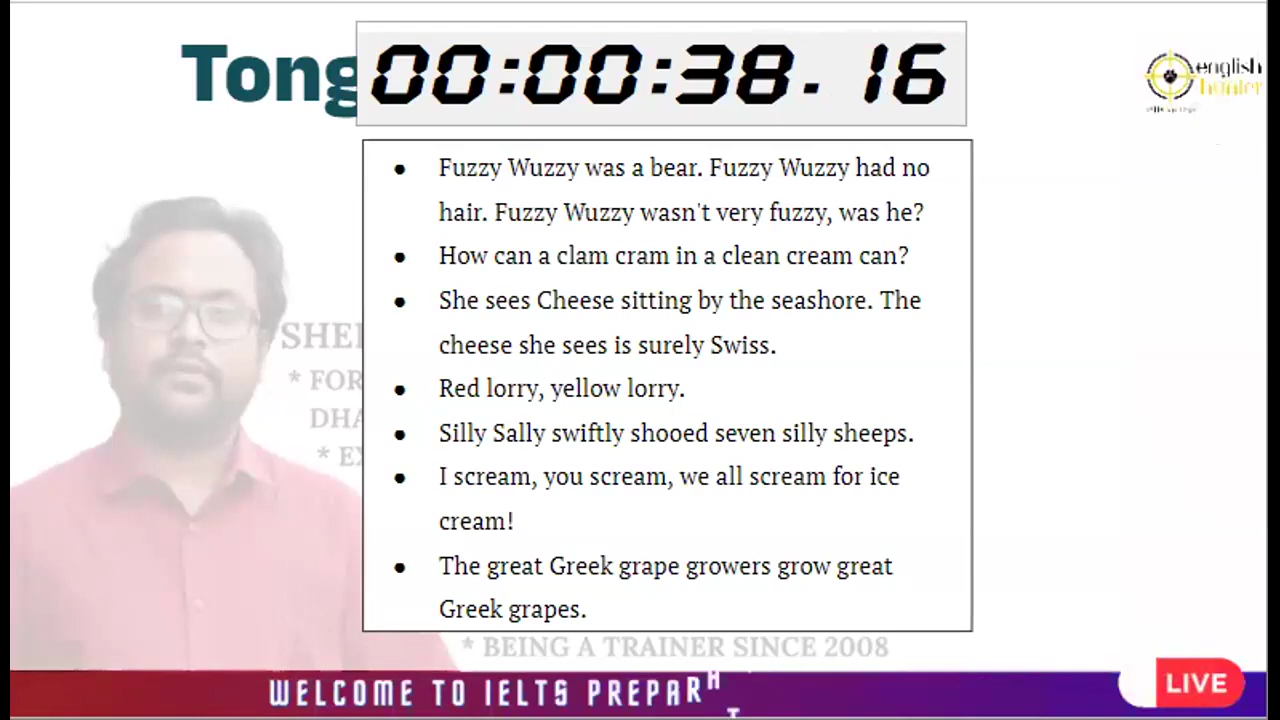 Tong
00:00:38.16
english
hunter
• Fuzzy Wuzzy was a bear. Fuzzy Wuzzy had no
hair. Fuzzy Wuzzy wasn't very fuzzy, was he?
• How can a clam cram in a clean cream can?
• She sees Cheese sitting by the seashore. The
cheese she sees is surely Swiss.
• Red lorry, yellow lorry.
• Silly Sally swiftly shooed seven silly sheeps.
• I scream, you scream, we all scream for ice
cream!
• The great Greek grape growers grow great
Greek grapes.
* FOR
DHA
* BEING A TRAINER SINCE 2008
WELCOME TO IELTS PREPARA
LIVE